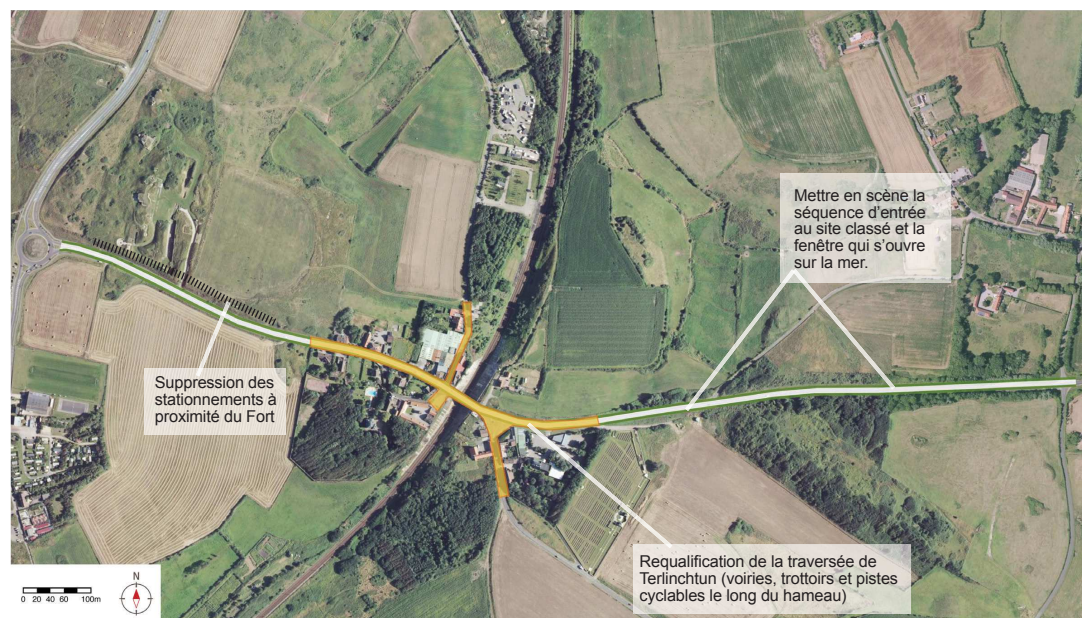 Mettre en scène la
séquence d'entrée
au site classé et la
fenêtre qui s'ouvre
sur la mer.
Suppression des
stationnements à
proximité du Fort
Requalification de la traversée de
Terlinchtun (voiries, trottoirs et pistes
cyclables le long du hameau)
0 20 40 60 100m
N